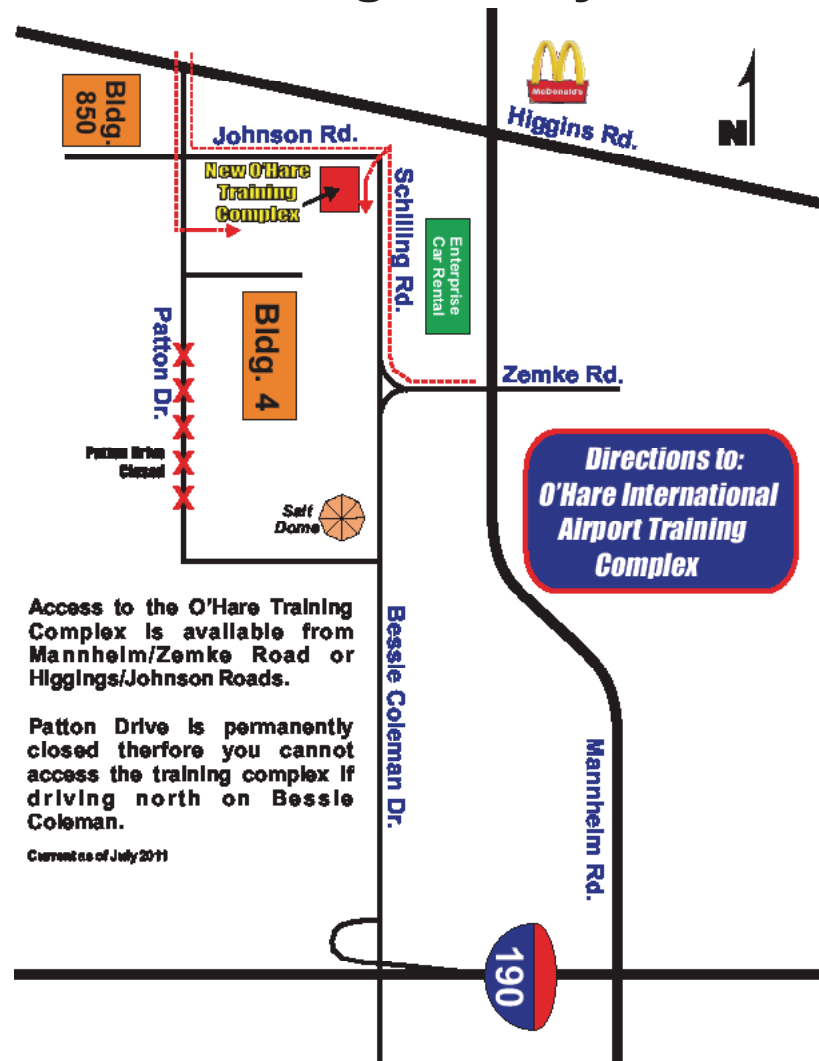 Bldg.
850
Johnson Rd.
New O'Hare
Training
Complex
McDonald's
Higgins Rd.
N
Schilling Rd.
Enterprise
Car Rental
Patton Dr.
Bldg. 4
Zemke Rd.
Patton Drive
Closed
Salt
Dome
Directions to:
O'Hare International
Airport Training
Complex
Access to the O'Hare Training
Complex is available from
Mannheim/Zemke Road or
Higgings/Johnson Roads.
Patton Drive is permanently
closed therfore you cannot
access the training complex if
driving north on Bessie
Coleman.
Current as of July 2011
Bessie Coleman Dr.
Mannheim Rd.
190